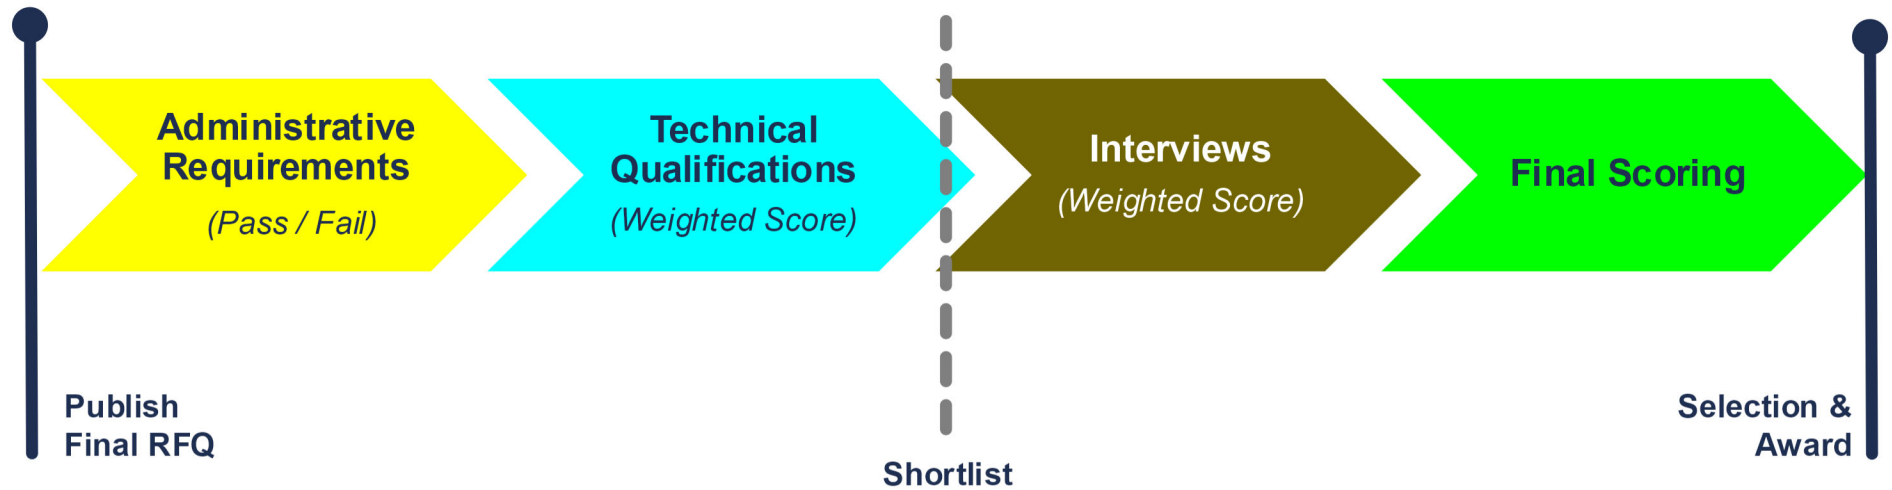 Administrative
Requirements
(Pass / Fail)
Technical
Qualifications
(Weighted Score)
Interviews
(Weighted Score)
Final Scoring
Publish
Final RFQ
Shortlist
Selection &
Award